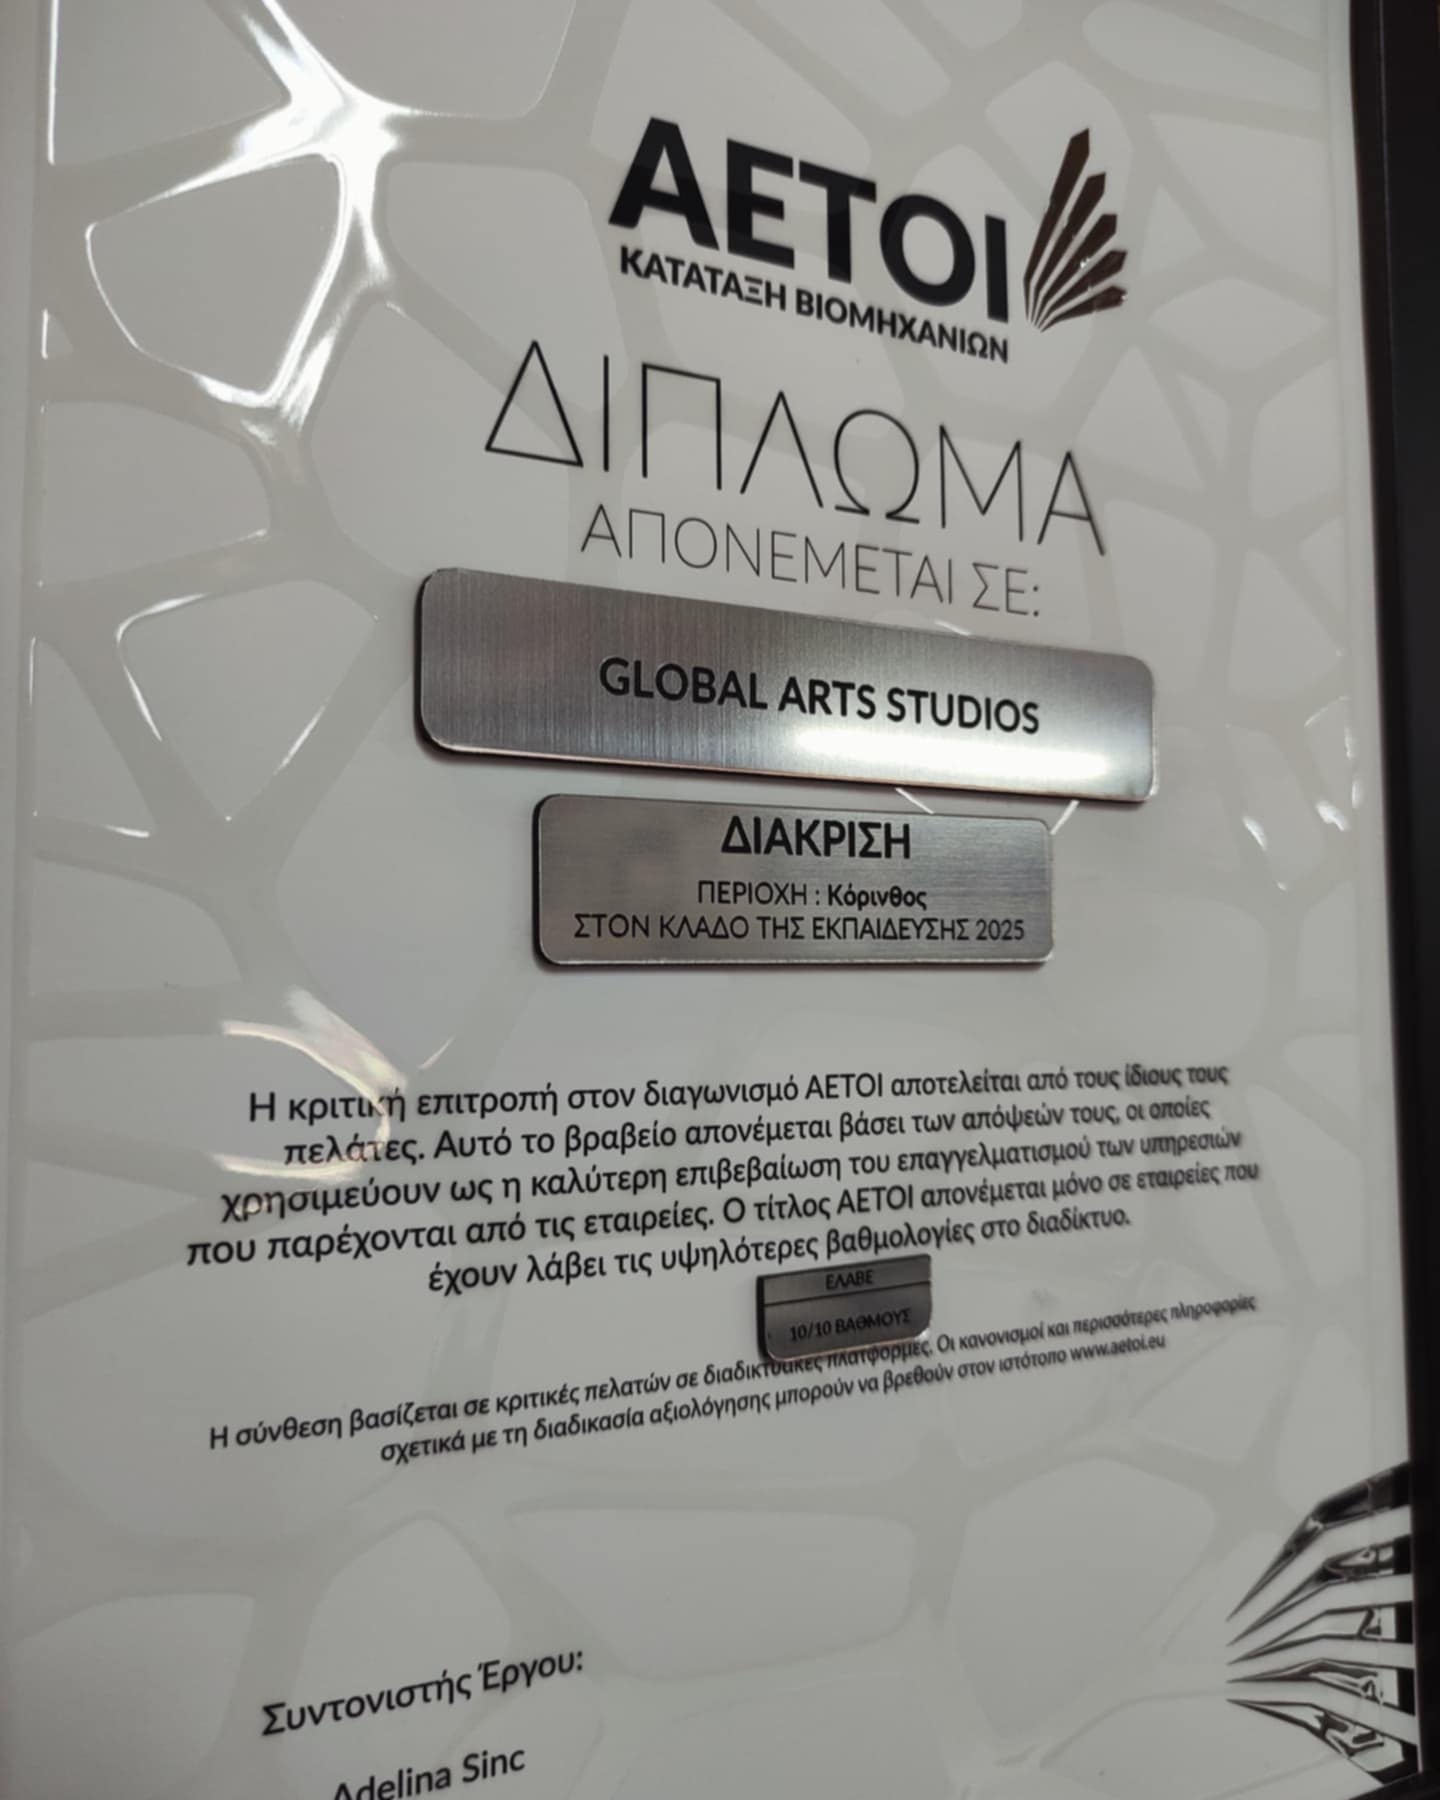 ΑΕΤΟΙ
ΚΑΤΑΤΑΞΗ ΒΙΟΜΗΧΑΝΙΩΝ
ΔΙΠΛΩΜΑ
ΑΠΟΝΕΜΕΤΑΙ ΣΕ:
GLOBAL ARTS STUDIOS
ΔΙΑΚΡΙΣΗ
ΠΕΡΙΟΧΗ : Κόρινθος
ΣΤΟΝ ΚΛΑΔΟ ΤΗΣ ΕΚΠΑΙΔΕΥΣΗΣ 2025
Η κριτική επιτροπή στον διαγωνισμό ΑΕΤΟΙ αποτελείται από τους ίδιους τους
πελάτες. Αυτό το βραβείο απονέμεται βάσει των απόψεών τους, οι οποίες
χρησιμεύουν ως η καλύτερη επιβεβαίωση του επαγγελματισμού των υπηρεσιών
που παρέχονται από τις εταιρείες. Ο τίτλος ΑΕΤΟΙ απονέμεται μόνο σε εταιρείες που
έχουν λάβει τις υψηλότερες βαθμολογίες στο διαδίκτυο.
ΕΛΑΒΕ
10/10 ΒΑΘΜΟΥΣ
Η σύνθεση βασίζεται σε κριτικές πελατών σε διαδικτυακές πλατφόρμες. Οι κανονισμοί και περισσότερες πληροφορίες
σχετικά με τη διαδικασία αξιολόγησης μπορούν να βρεθούν στον ιστότοπο www.aetoi.eu
Συντονιστής Έργου:
Adelina Sinc